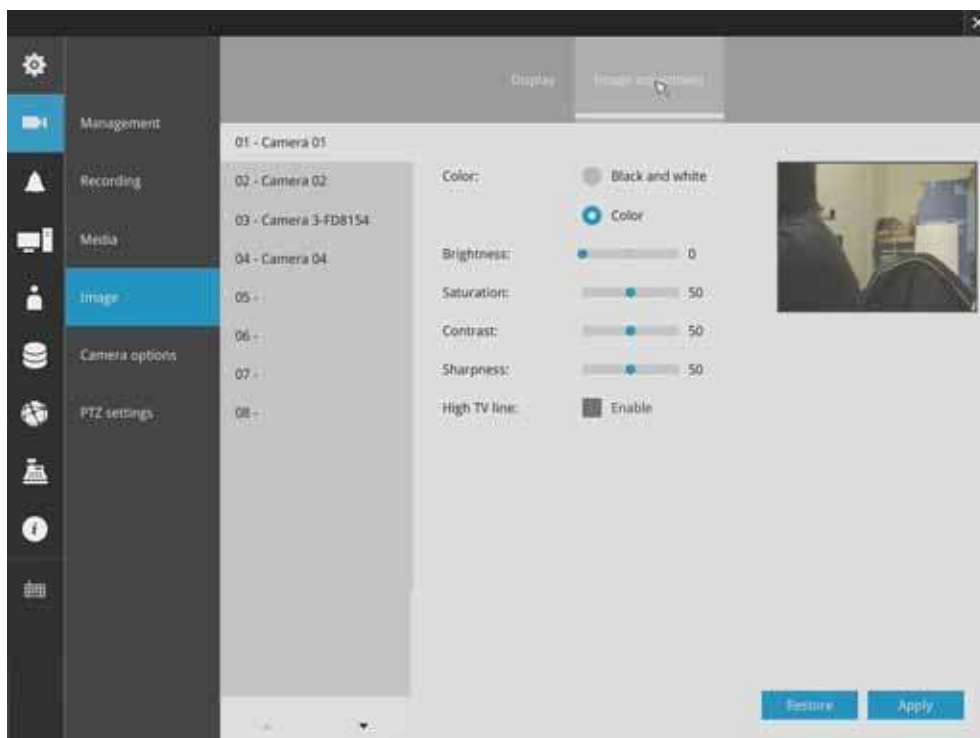 Display Image adjustment
Management
Recording
Media
Image
Camera options
PTZ settings
01 - Camera 01
02 - Camera 02
03 - Camera 3-FD8154
04 - Camera 04
05 -
06 -
07 -
08 -
Color: Black and white
Color
Brightness: 0
Saturation: 50
Contrast: 50
Sharpness: 50
High TV line: Enable
Restore Apply